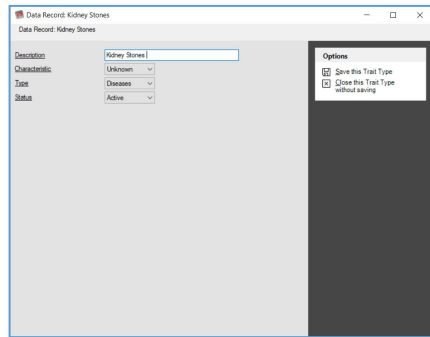 Data Record: Kidney Stones
Data Record: Kidney Stones
Description Kidney Stones
Characteristic Unknown
Type Diseases
Status Active
Options
Save this Trait Type
Close this Trait Type
without saving